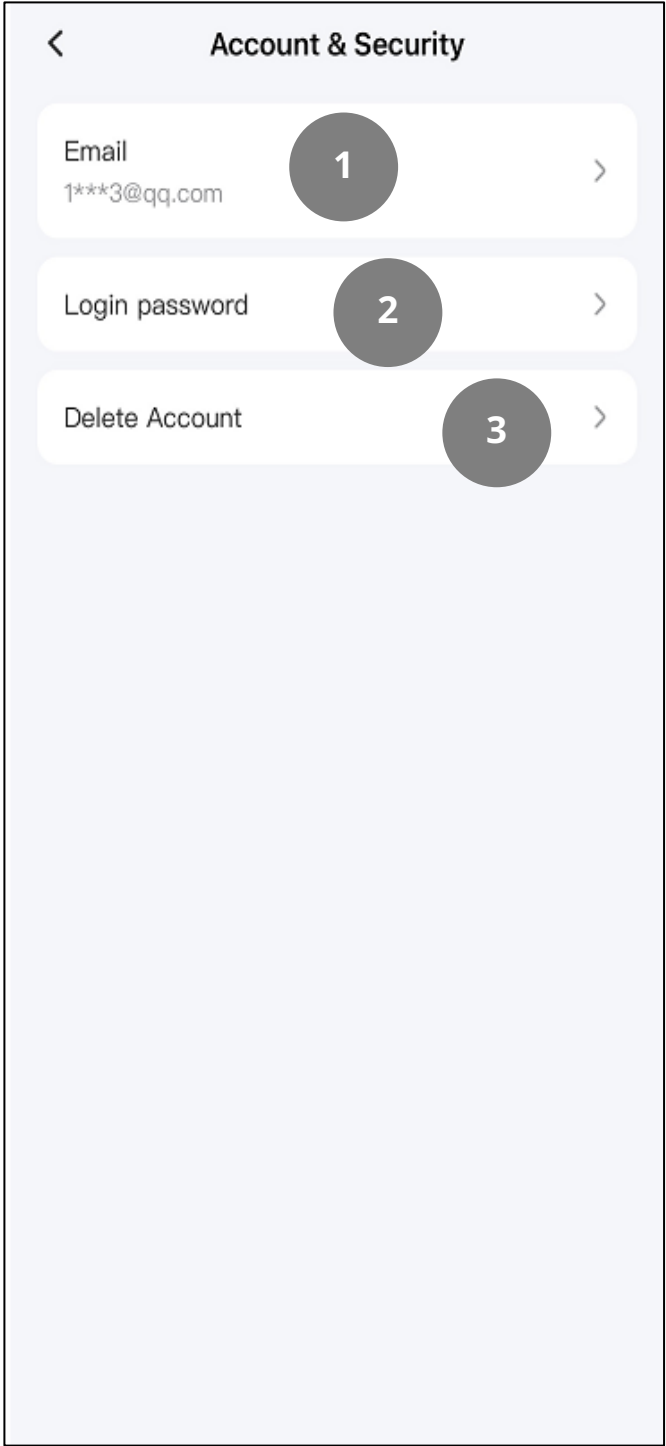 Account & Security
Email
1
1***3@qq.com
Login password
2
Delete Account
3